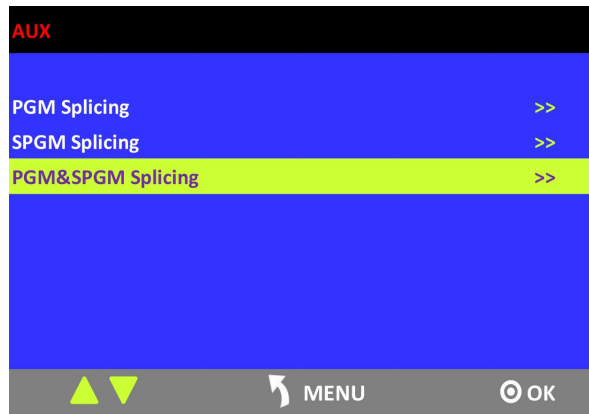 AUX
PGM Splicing >>
SPGM Splicing >>
PGM&SPGM Splicing >>
MENU OK